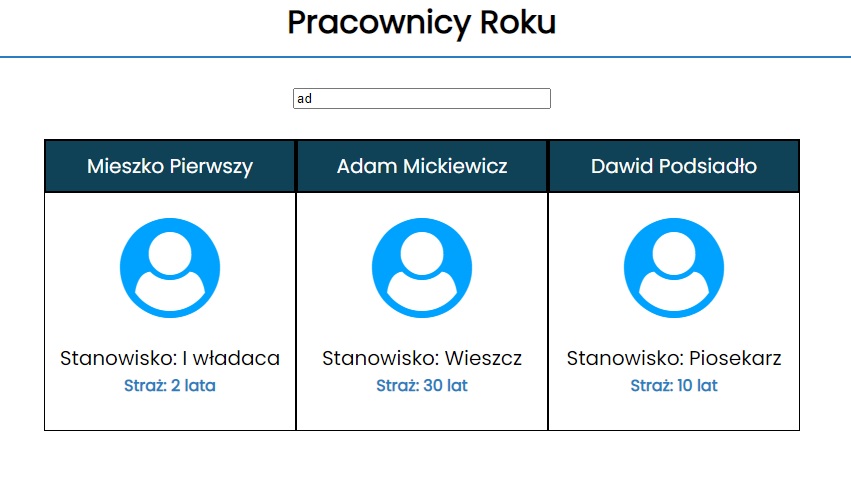 Pracownicy Roku
ad
Mieszko Pierwszy
Adam Mickiewicz
Dawid Podsiadło
Stanowisko: I władaca
Straż: 2 lata
Stanowisko: Wieszcz
Straż: 30 lat
Stanowisko: Piosekarz
Straż: 10 lat